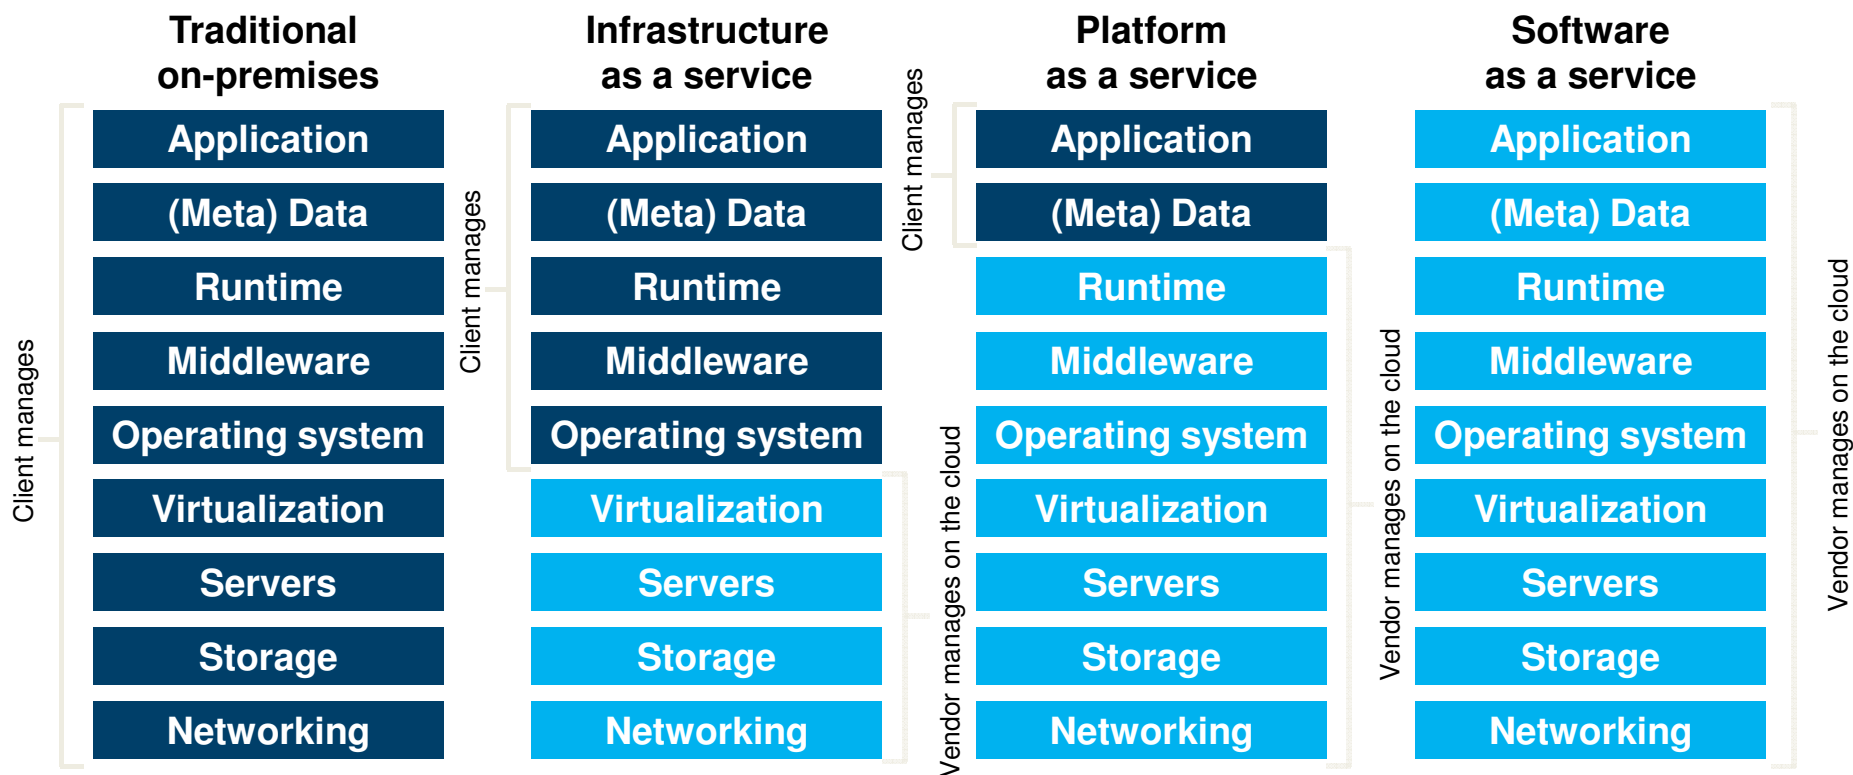 Traditional
on-premises
Client manages
Application
(Meta) Data
Runtime
Middleware
Operating system
Virtualization
Servers
Storage
Networking
Infrastructure
as a service
Client manages
Application
(Meta) Data
Runtime
Middleware
Operating system
Virtualization
Servers
Storage
Networking
Vendor manages on the cloud
Platform
as a service
Client manages
Application
(Meta) Data
Runtime
Middleware
Operating system
Virtualization
Servers
Storage
Networking
Vendor manages on the cloud
Software
as a service
Application
(Meta) Data
Runtime
Middleware
Operating system
Virtualization
Servers
Storage
Networking
Vendor manages on the cloud